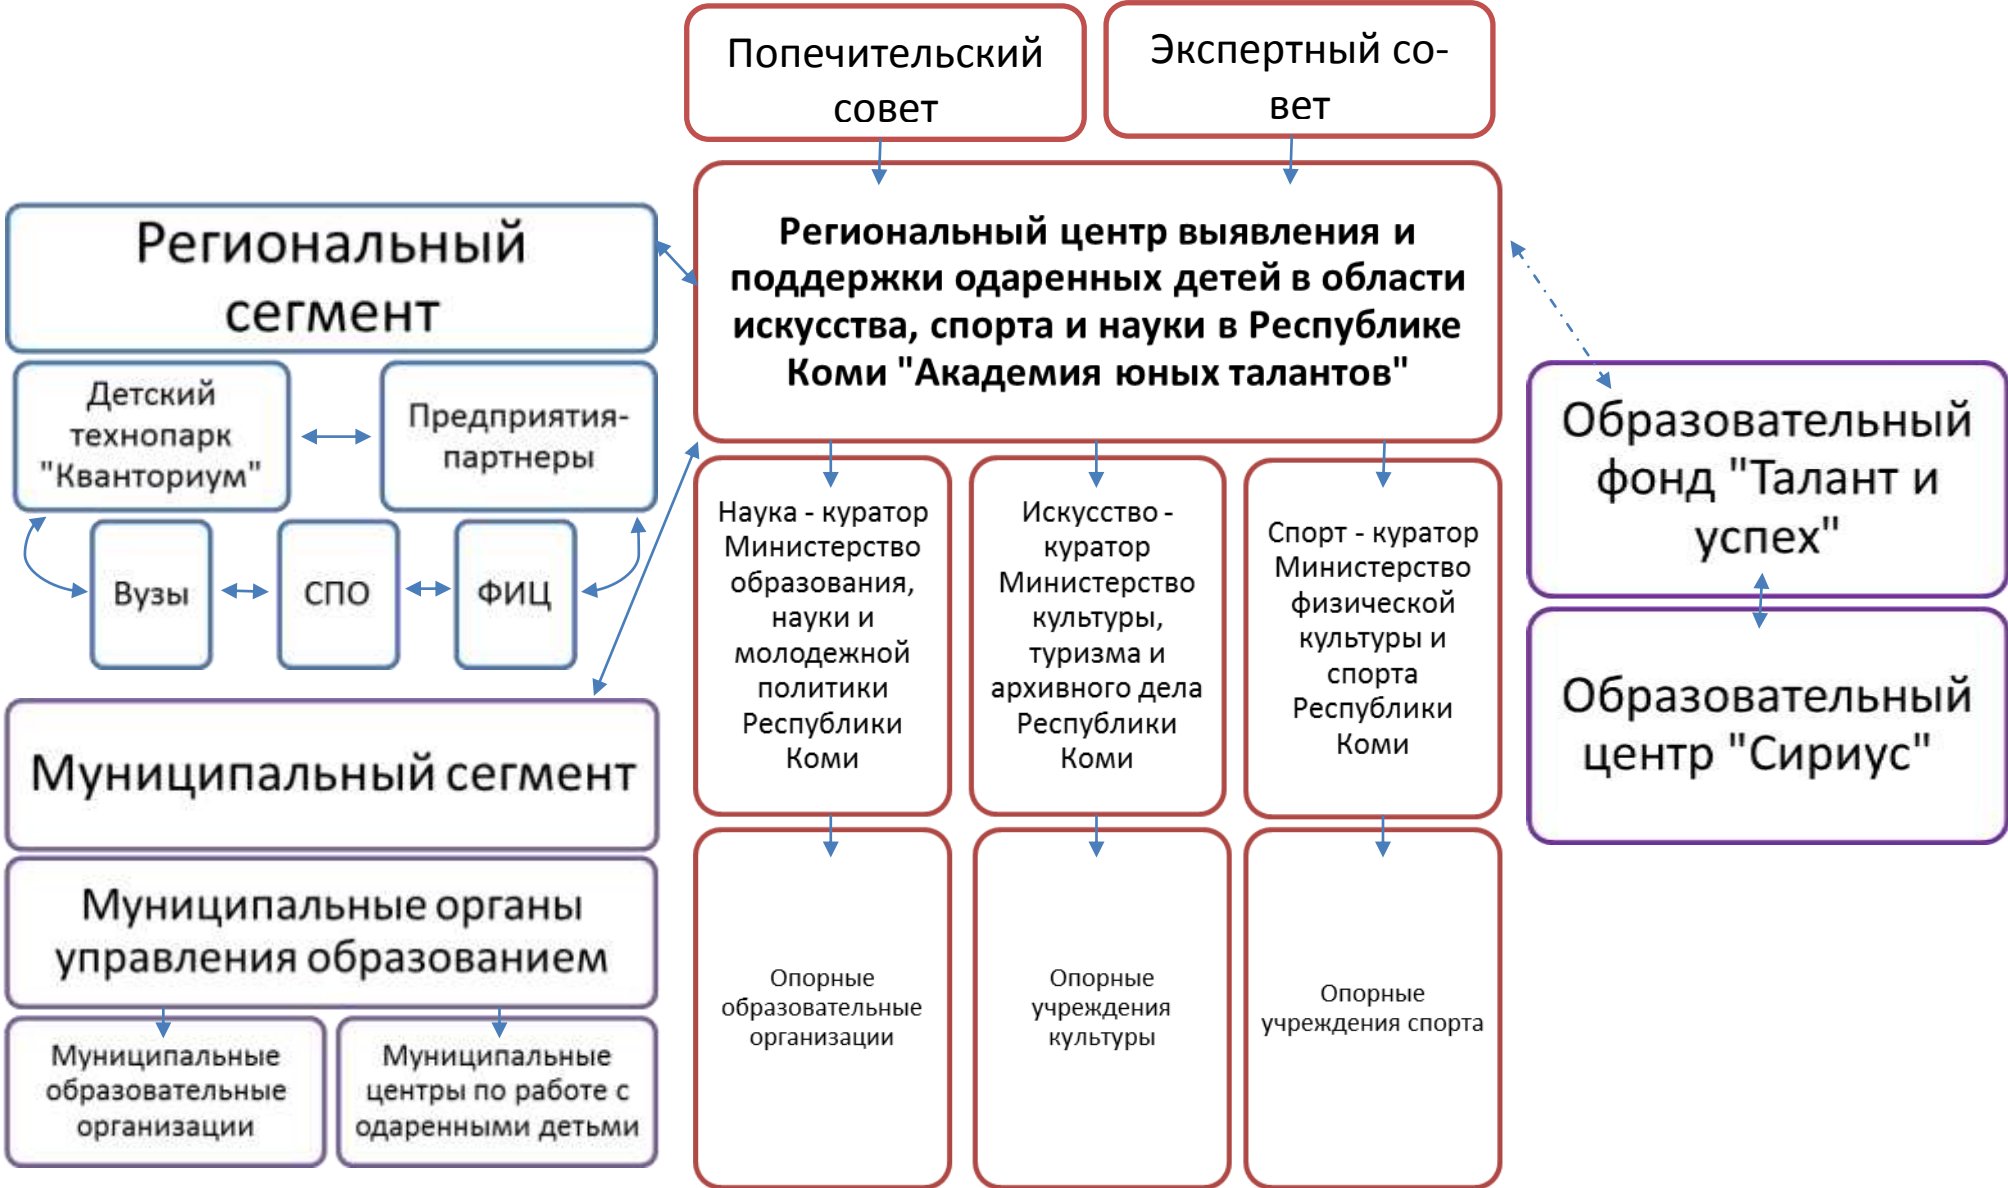 Попечительский
совет
Экспертный со-
вет
Региональный центр выявления и
поддержки одаренных детей в области
искусства, спорта и науки в Республике
Коми "Академия юных талантов"
Региональный
сегмент
Детский
технопарк
"Кванториум"
Предприятия-
партнеры
Вузы
СПО
ФИЦ
Муниципальный сегмент
Муниципальные органы
управления образованием
Муниципальные
образовательные
организации
Муниципальные
центры по работе с
одаренными детьми
Наука - куратор
Министерство
образования,
науки и
молодежной
политики
Республики
Коми
Искусство -
куратор
Министерство
культуры,
туризма и
архивного дела
Республики
Коми
Спорт - куратор
Министерство
физической
культуры и
спорта
Республики
Коми
Опорные
образовательные
организации
Опорные
учреждения
культуры
Опорные
учреждения спорта
Образовательный
фонд "Талант и
успех"
Образовательный
центр "Сириус"